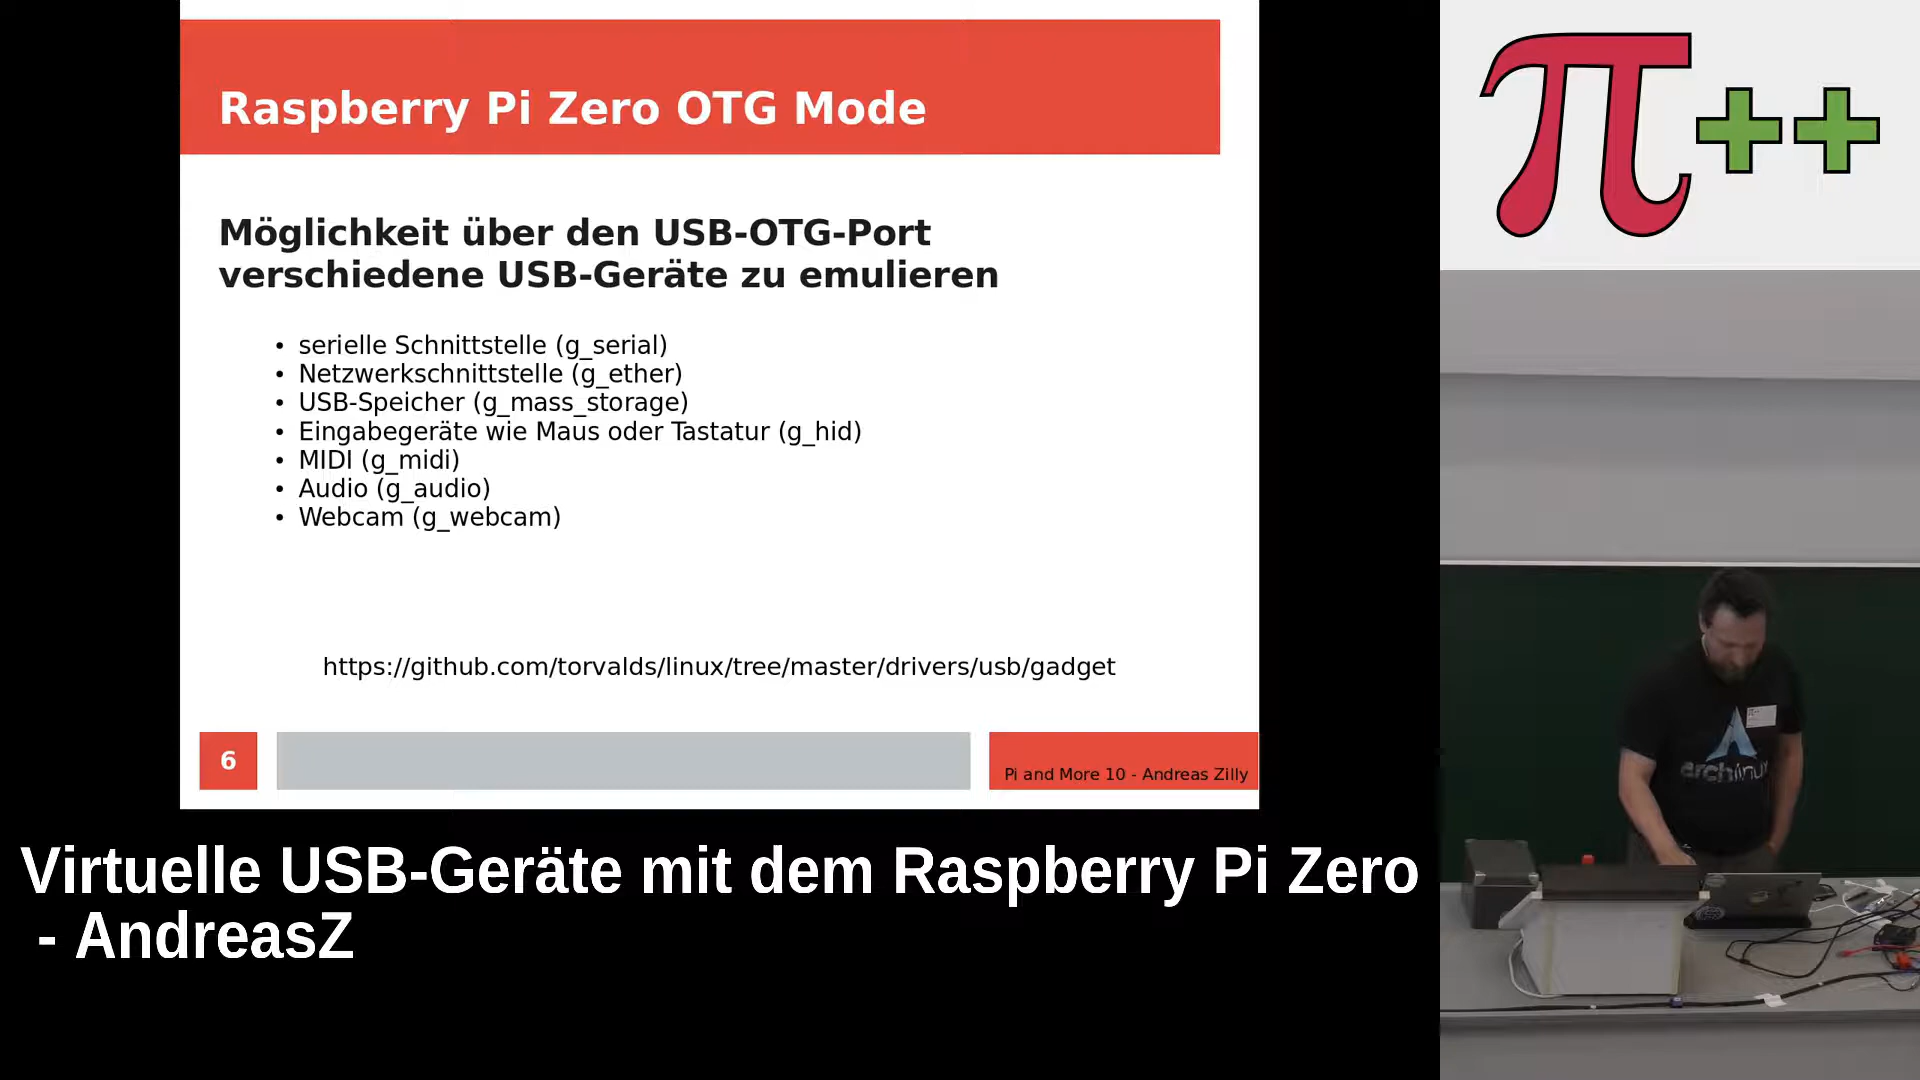 Raspberry Pi Zero OTG Mode
Möglichkeit über den USB-OTG-Port
verschiedene USB-Geräte zu emulieren
• serielle Schnittstelle (g_serial)
• Netzwerkschnittstelle (g_ether)
• USB-Speicher (g_mass_storage)
• Eingabegeräte wie Maus oder Tastatur (g_hid)
• MIDI (g_midi)
• Audio (g_audio)
• Webcam (g_webcam)
https://github.com/torvalds/linux/tree/master/drivers/usb/gadget
6
Pi and More 10 - Andreas Zilly
Virtuelle USB-Geräte mit dem Raspberry Pi Zero
- AndreasZ
π++
archlinux